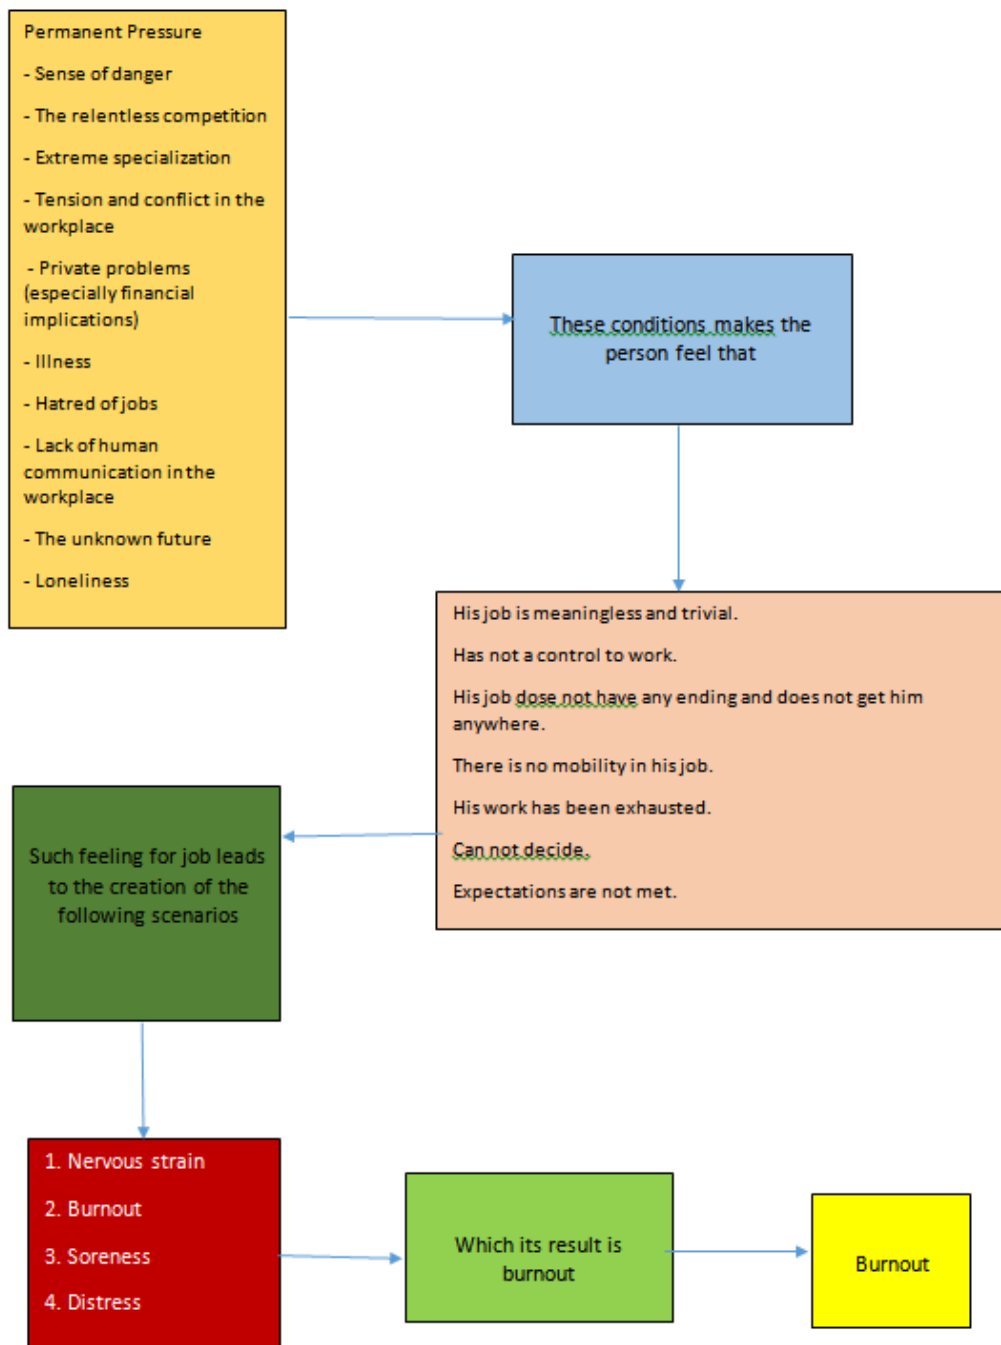 Permanent Pressure
- Sense of danger
- The relentless competition
- Extreme specialization
- Tension and conflict in the
workplace
- Private problems
(especially financial
implications)
- Illness
- Hatred of jobs
- Lack of human
communication in the
workplace
- The unknown future
- Loneliness
These conditions makes the
person feel that
His job is meaningless and trivial.
Has not a control to work.
His job dose not have any ending and does not get him
anywhere.
There is no mobility in his job.
His work has been exhausted.
Can not decide.
Expectations are not met.
Such feeling for job leads
to the creation of the
following scenarios
1. Nervous strain
2. Burnout
3. Soreness
4. Distress
Which its result is
burnout
Burnout